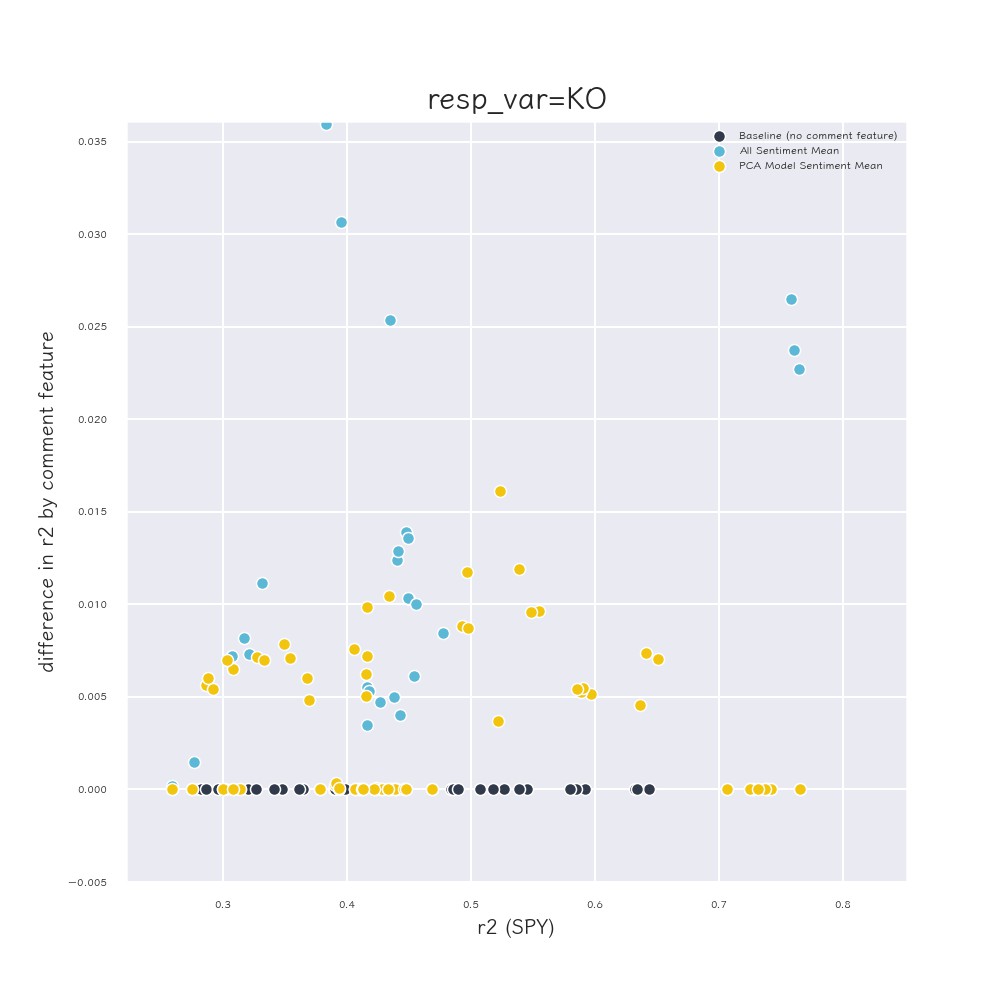 resp_var=KO
Baseline (no comment feature)
All Sentiment Mean
PCA Model Sentiment Mean
difference in r2 by comment feature
0.035
0.030
0.025
0.020
0.015
0.010
0.005
0.000
−0.005
0.3 0.4 0.5 0.6 0.7 0.8
r2 (SPY)